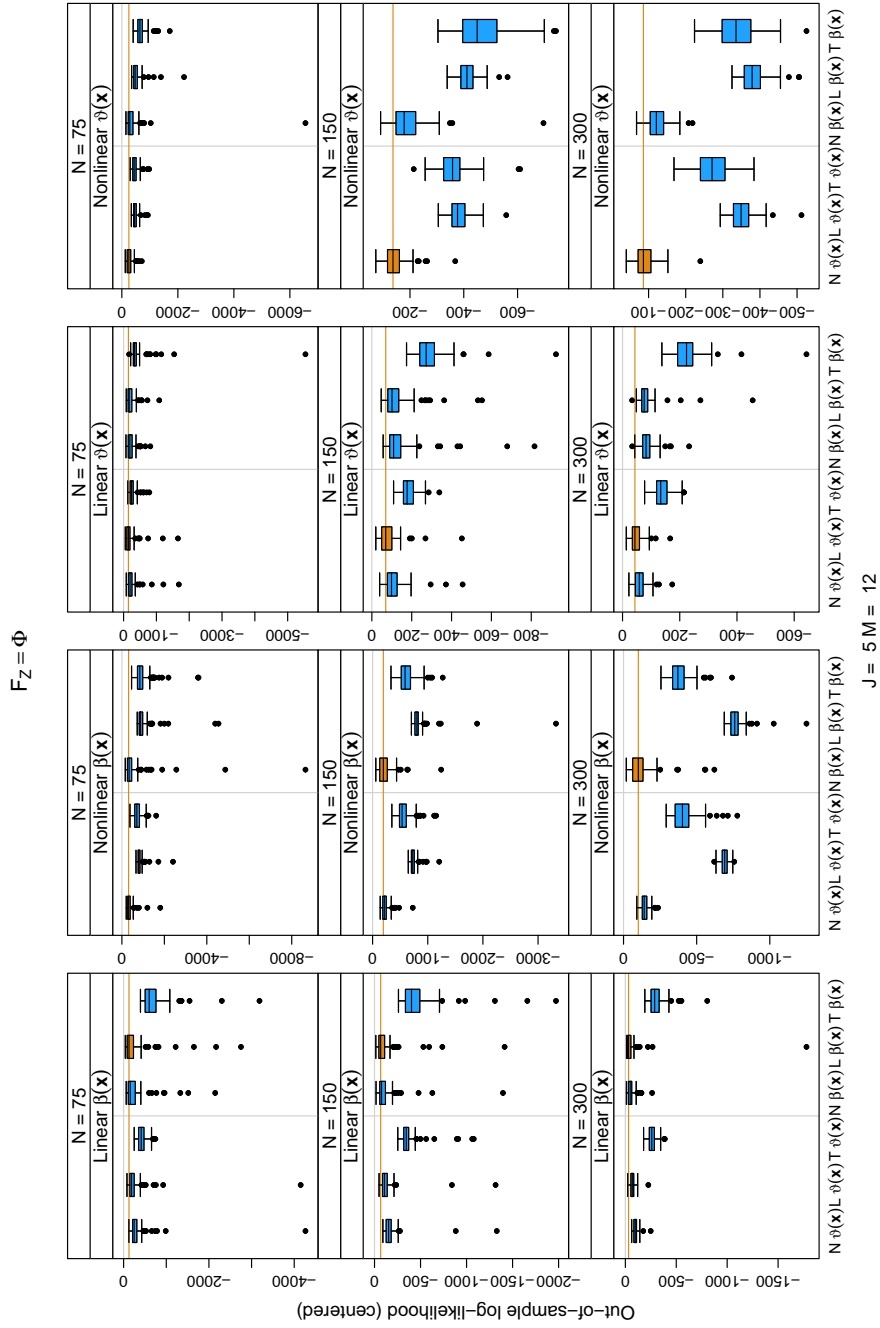 F_Z = Φ
Out−of−sample log−likelihood (centered)
N = 75
Linear β(x)
0
−2000
−4000
N = 75
Nonlinear β(x)
0
−4000
−8000
N = 75
Linear ϑ(x)
0
−1000
−3000
−5000
N = 75
Nonlinear ϑ(x)
0
−2000
−4000
−6000
N = 150
Linear β(x)
0
−500
−1000
−1500
−2000
N = 150
Nonlinear β(x)
0
−1000
−2000
−3000
N = 150
Linear ϑ(x)
0
−200
−400
−600
−800
N = 150
Nonlinear ϑ(x)
−200
−400
−600
N = 300
Linear β(x)
0
−500
−1000
−1500
N = 300
Nonlinear β(x)
0
−500
−1000
N = 300
Linear ϑ(x)
0
−200
−400
−600
N = 300
Nonlinear ϑ(x)
−100
−200
−300
−400
−500
N ϑ(x) L ϑ(x) T ϑ(x) N β(x) L β(x) T β(x)
N ϑ(x) L ϑ(x) T ϑ(x) N β(x) L β(x) T β(x)
N ϑ(x) L ϑ(x) T ϑ(x) N β(x) L β(x) T β(x)
N ϑ(x) L ϑ(x) T ϑ(x) N β(x) L β(x) T β(x)
J = 5 M = 12